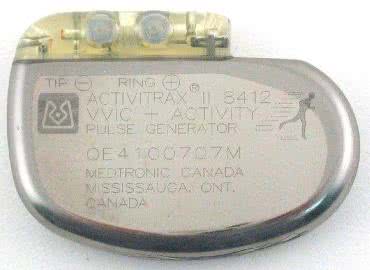 TIP ⊖ RING ⊕
ACTIVITRAX® II 8412
VVIC + ACTIVITY
PULSE GENERATOR
OE4100707M
MEDTRONIC CANADA
MISSISSAUGA, ONT.
CANADA